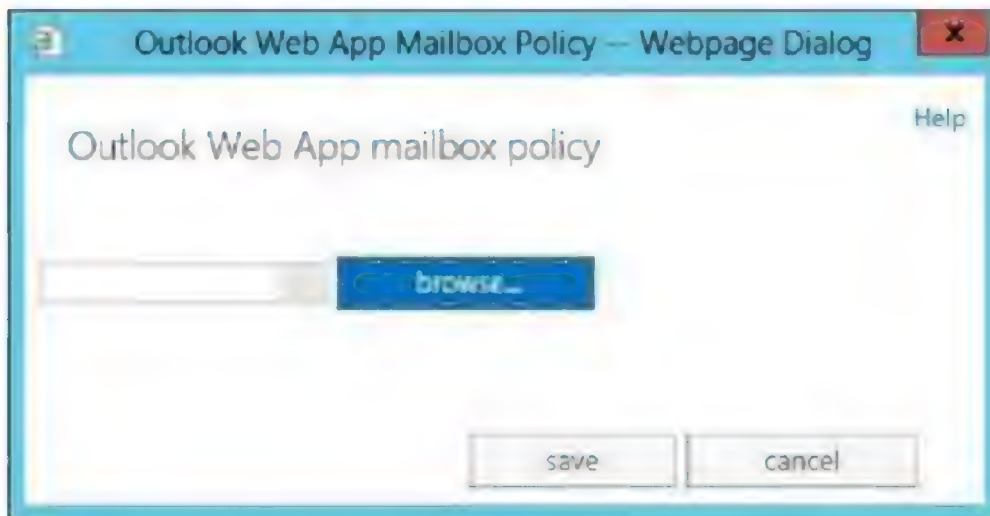 Outlook Web App Mailbox Policy -- Webpage Dialog
Help
Outlook Web App mailbox policy
browse...
save
cancel